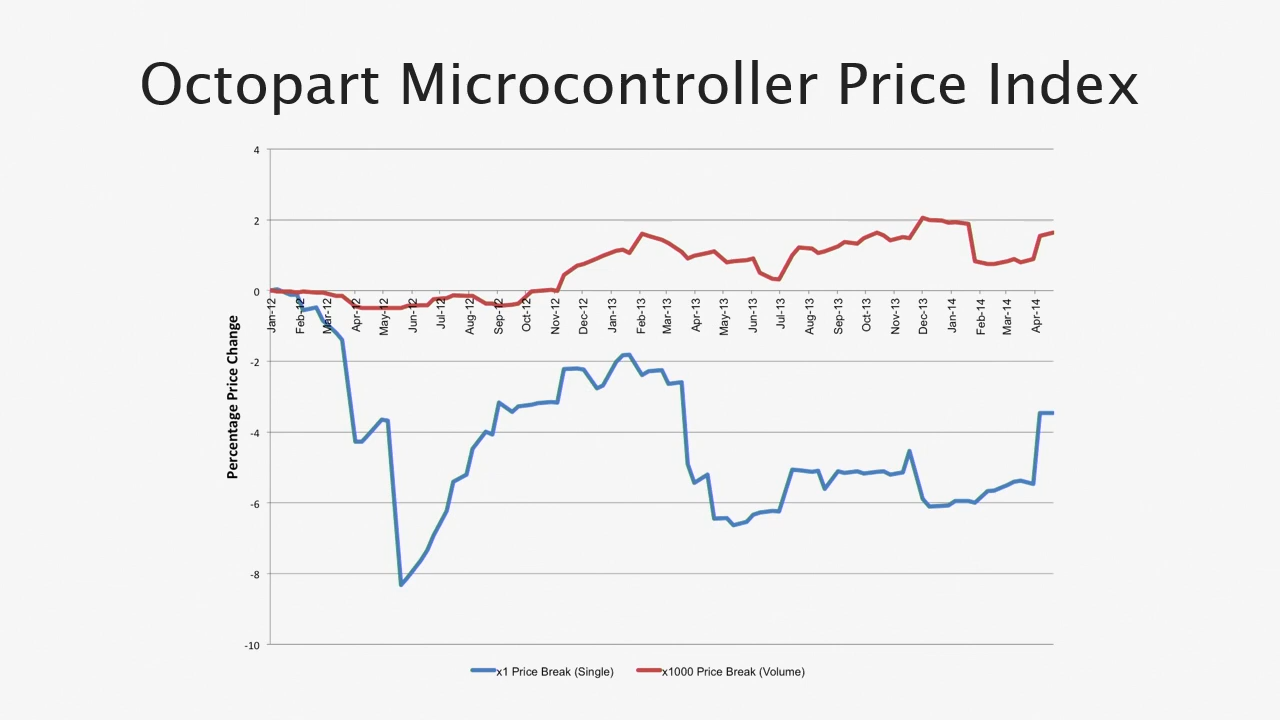 Octopart Microcontroller Price Index
Percentage Price Change
4
2
0
-2
-4
-6
-8
-10
Jan-12
Feb-12
Mar-12
Apr-12
May-12
Jun-12
Jul-12
Aug-12
Sep-12
Oct-12
Nov-12
Dec-12
Jan-13
Feb-13
Mar-13
Apr-13
May-13
Jun-13
Jul-13
Aug-13
Sep-13
Oct-13
Nov-13
Dec-13
Jan-14
Feb-14
Mar-14
Apr-14
x1 Price Break (Single)
x1000 Price Break (Volume)